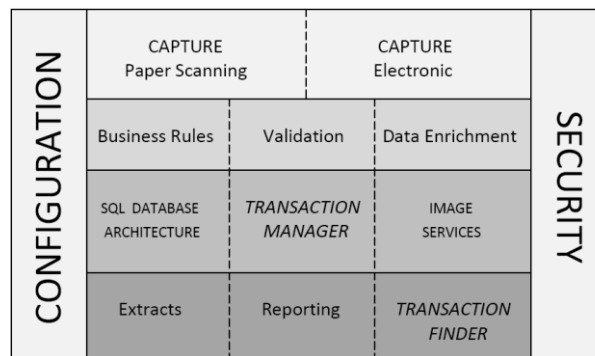 CONFIGURATION
CAPTURE
Paper Scanning
CAPTURE
Electronic
Business Rules
Validation
Data Enrichment
SQL DATABASE
ARCHITECTURE
TRANSACTION
MANAGER
IMAGE
SERVICES
Extracts
Reporting
TRANSACTION
FINDER
SECURITY